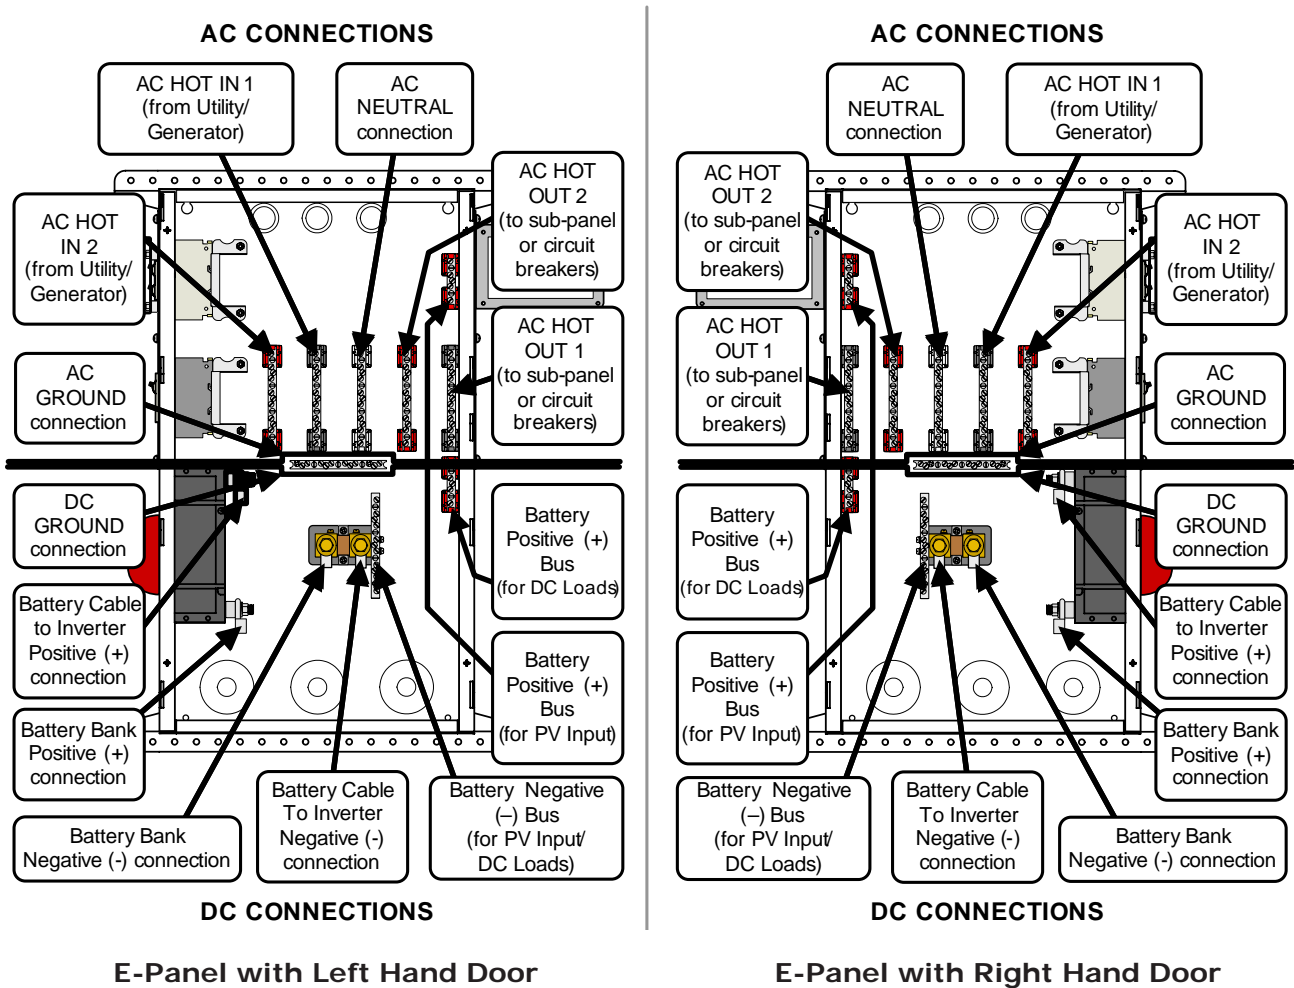 AC CONNECTIONS
AC HOT IN 1
(from Utility/
Generator)
AC
NEUTRAL
connection
AC HOT
OUT 2
(to sub-panel
or circuit
breakers)
AC HOT
IN 2
(from Utility/
Generator)
AC HOT
OUT 1
(to sub-panel
or circuit
breakers)
AC
GROUND
connection
DC
GROUND
connection
Battery
Positive (+)
Bus
(for DC Loads)
Battery Cable
to Inverter
Positive (+)
connection
Battery
Positive (+)
Bus
(for PV Input)
Battery Bank
Positive (+)
connection
Battery Cable
To Inverter
Negative (-)
connection
Battery Negative
(–) Bus
(for PV Input/
DC Loads)
Battery Bank
Negative (-) connection
DC CONNECTIONS
E-Panel with Left Hand Door
AC CONNECTIONS
AC
NEUTRAL
connection
AC HOT IN 1
(from Utility/
Generator)
AC HOT
OUT 2
(to sub-panel
or circuit
breakers)
AC HOT
IN 2
(from Utility/
Generator)
AC HOT
OUT 1
(to sub-panel
or circuit
breakers)
AC
GROUND
connection
Battery
Positive (+)
Bus
(for DC Loads)
DC
GROUND
connection
Battery Cable
to Inverter
Positive (+)
connection
Battery
Positive (+)
Bus
(for PV Input)
Battery Bank
Positive (+)
connection
Battery Negative
(–) Bus
(for PV Input/
DC Loads)
Battery Cable
To Inverter
Negative (-)
connection
Battery Bank
Negative (-) connection
DC CONNECTIONS
E-Panel with Right Hand Door